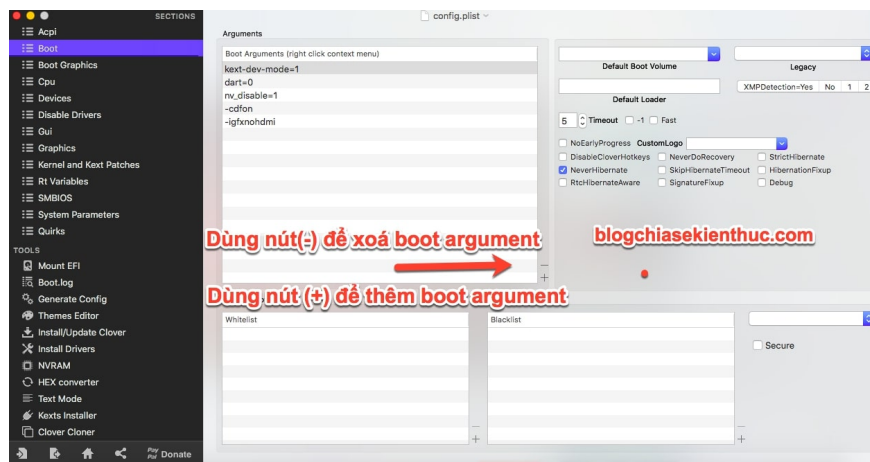 SECTIONS
config.plist
Acpi
Boot
Boot Graphics
Cpu
Devices
Disable Drivers
Gui
Graphics
Kernel and Kext Patches
Rt Variables
SMBIOS
System Parameters
Quirks
TOOLS
Mount EFI
Boot.log
Generate Config
Themes Editor
Install/Update Clover
Install Drivers
NVRAM
HEX converter
Text Mode
Kexts Installer
Clover Cloner
Pay Pal Donate
Arguments
Boot Arguments (right click context menu)
kext-dev-mode=1
dart=0
nv_disable=1
-cdfon
-igfxnohdmi
Default Boot Volume
Legacy
Default Loader
XMPDetection=Yes No 1 2
5 Timeout -1 Fast
NoEarlyProgress CustomLogo
DisableCloverHotkeys NeverDoRecovery StrictHibernate
NeverHibernate SkipHibernateTimeout HibernationFixup
RtcHibernateAware SignatureFixup Debug
Dùng nút(-) để xoá boot argument
blogchiasekienthuc.com
Dùng nút (+) để thêm boot argument
Whitelist
Blacklist
Secure